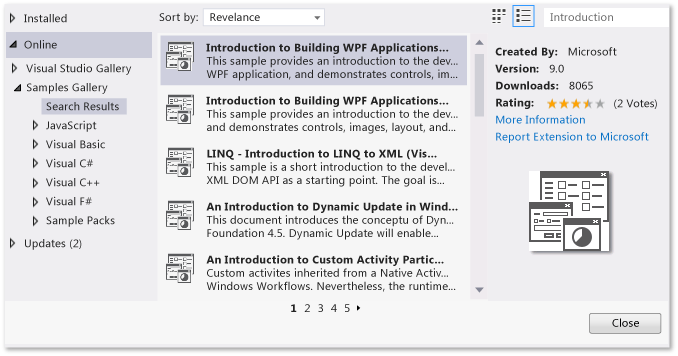 Installed
Online
Visual Studio Gallery
Samples Gallery
Search Results
JavaScript
Visual Basic
Visual C#
Visual C++
Visual F#
Sample Packs
Updates (2)
Sort by: Revelance
Introduction to Building WPF Applications...
This sample provides an introduction to the dev...
WPF application, and demonstrates controls, im...
Introduction to Building WPF Applications...
This sample provides an introduction to the dev...
and demonstrates controls, images, layout, and...
LINQ - Introduction to LINQ to XML (Vis...
This sample is a short introduction to the devel...
XML DOM API as a starting point. The goal is...
An Introduction to Dynamic Update in Wind...
This document introduces the conceptu of Dyn...
Foundation 4.5. Dynamic Update will enable...
An Introduction to Custom Activity Partic...
Custom activites inherited from a Native Activ...
Windows Workflows. Nevertheless, the runtime...
1 2 3 4 5
Introduction
Created By: Microsoft
Version: 9.0
Downloads: 8065
Rating: (2 Votes)
More Information
Report Extension to Microsoft
Close